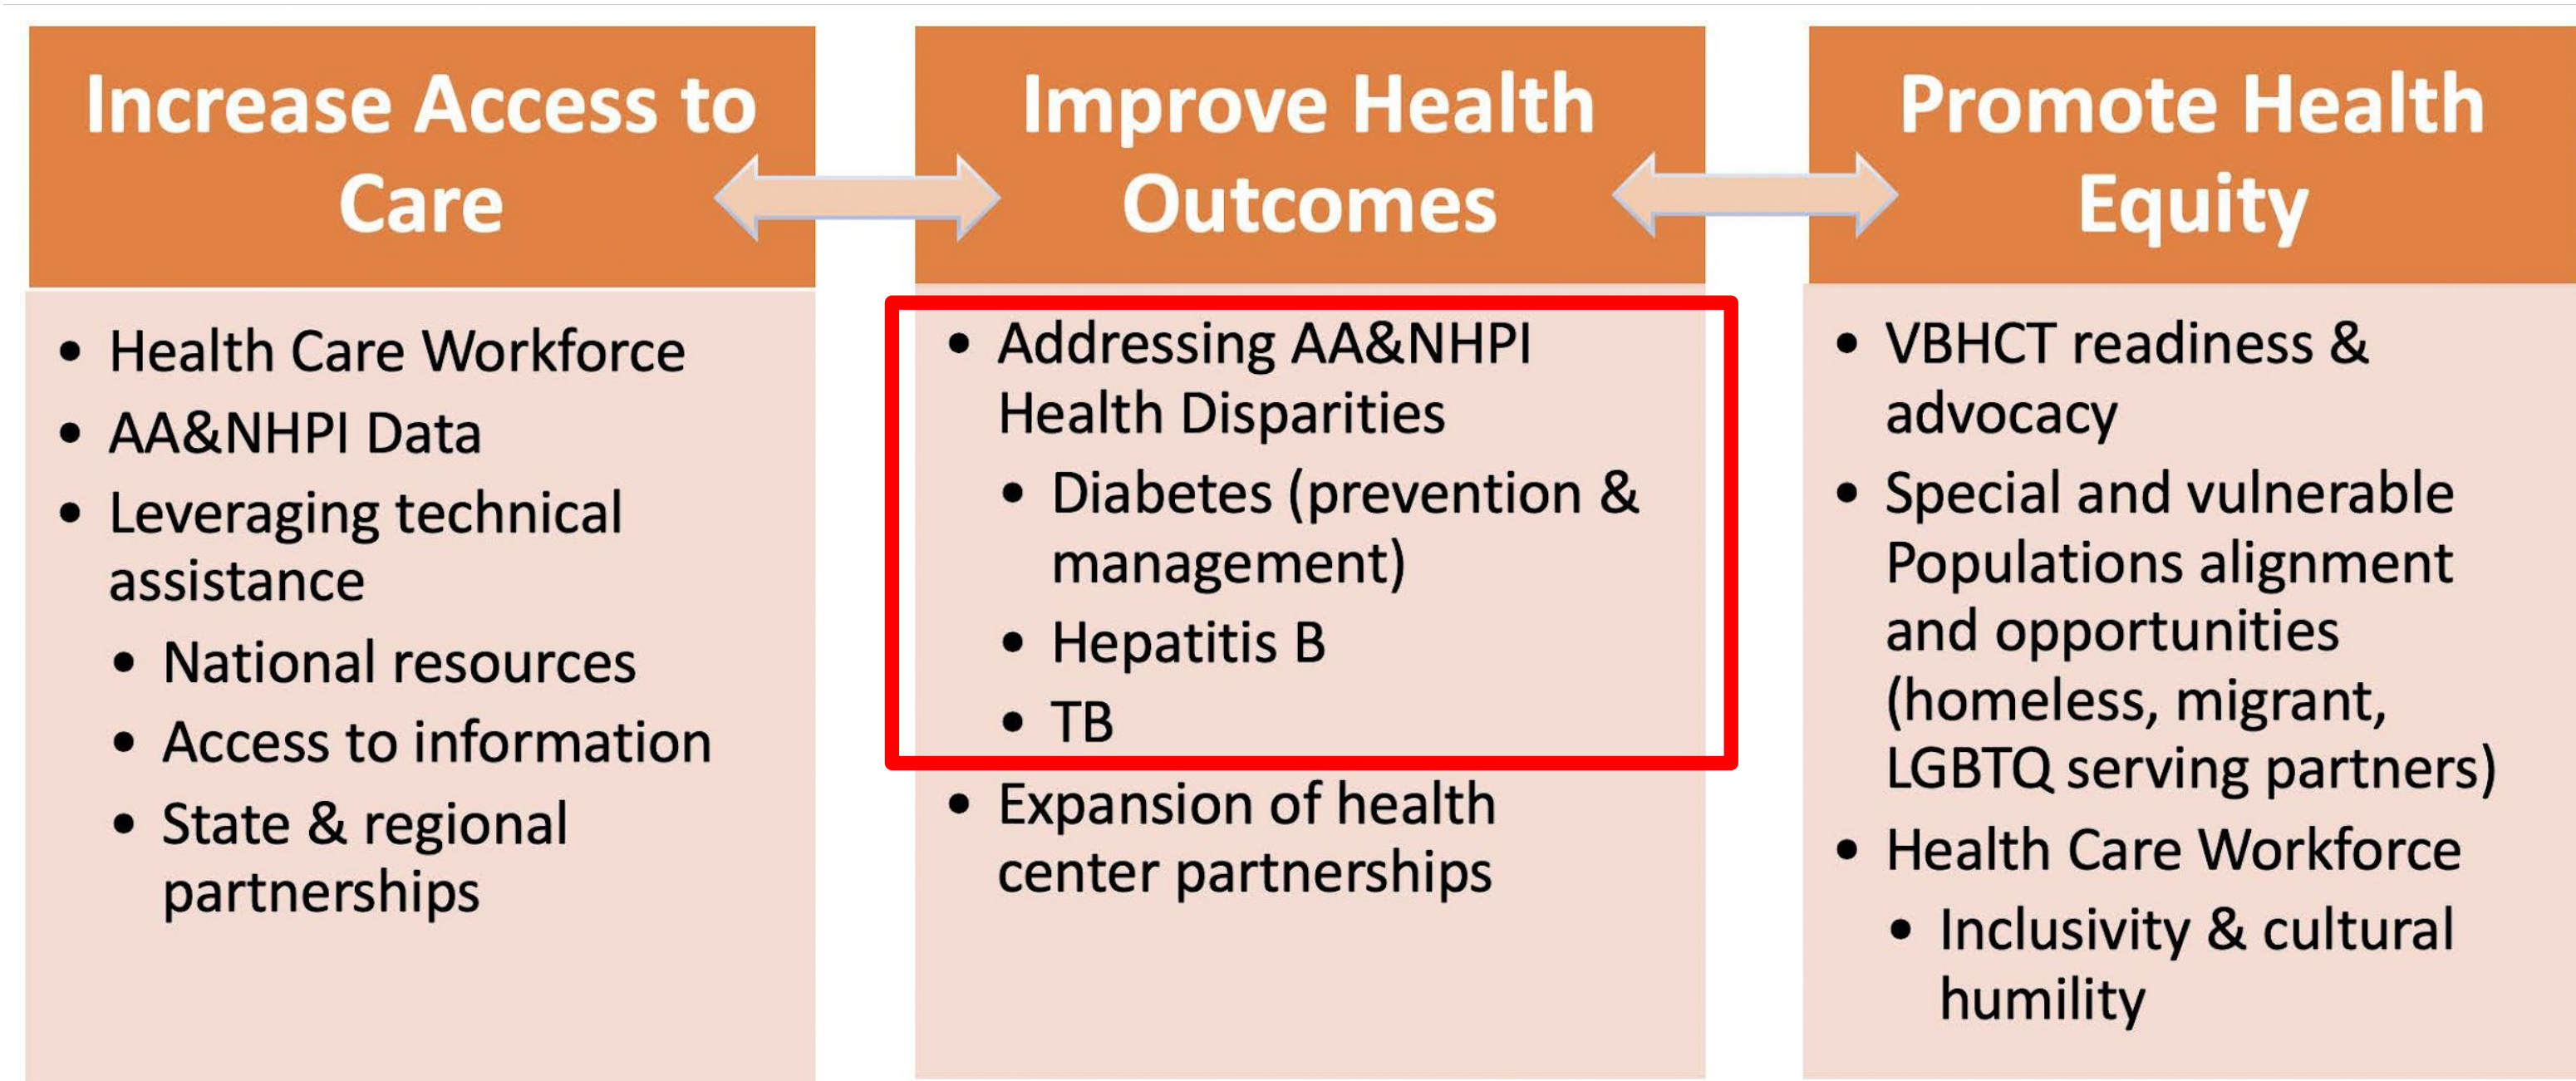 Increase Access to
Care
• Health Care Workforce
• AA&NHPI Data
• Leveraging technical
assistance
• National resources
• Access to information
• State & regional
partnerships
Improve Health
Outcomes
• Addressing AA&NHPI
Health Disparities
• Diabetes (prevention &
management)
• Hepatitis B
• TB
• Expansion of health
center partnerships
Promote Health
Equity
• VBHCT readiness &
advocacy
• Special and vulnerable
Populations alignment
and opportunities
(homeless, migrant,
LGBTQ serving partners)
• Health Care Workforce
• Inclusivity & cultural
humility